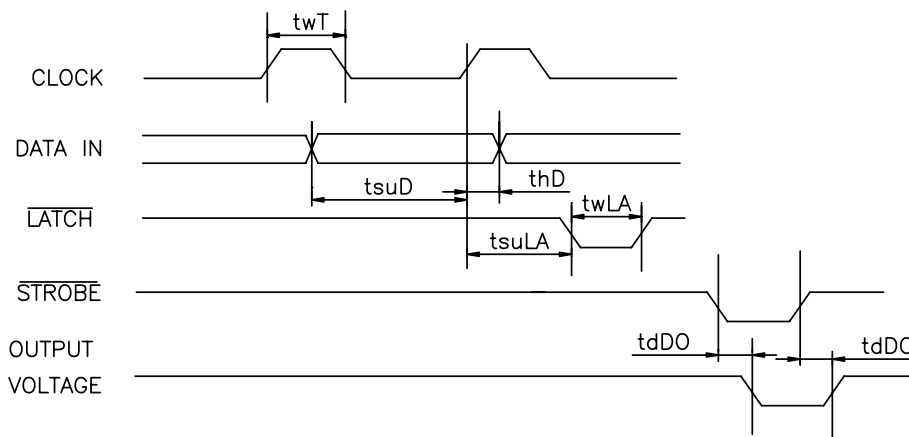 twT
CLOCK
DATA IN
tsuD
thD
LATCH
twLA
tsuLA
STROBE
OUTPUT
VOLTAGE
tdDO
tdDO